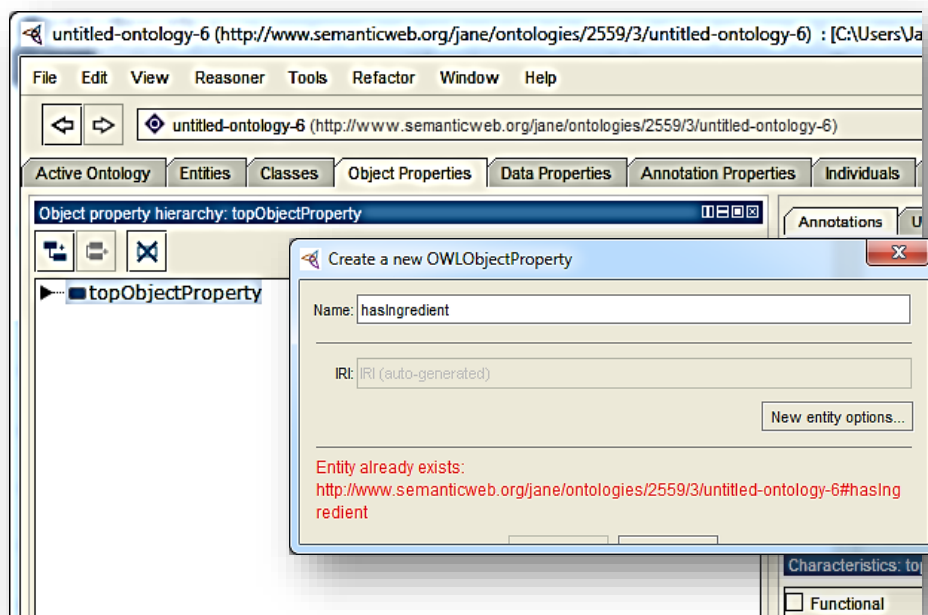 untitled-ontology-6 (http://www.semanticweb.org/jane/ontologies/2559/3/untitled-ontology-6) : [C:\Users\Ja
File Edit View Reasoner Tools Refactor Window Help
untitled-ontology-6 (http://www.semanticweb.org/jane/ontologies/2559/3/untitled-ontology-6)
Active Ontology Entities Classes Object Properties Data Properties Annotation Properties Individuals
Object property hierarchy: topObjectProperty
Annotations U
Create a new OWLObjectProperty
topObjectProperty
Name: hasIngredient
IRI: IRI (auto-generated)
New entity options...
Entity already exists:
http://www.semanticweb.org/jane/ontologies/2559/3/untitled-ontology-6#hasIng
redient
Characteristics: to
Functional